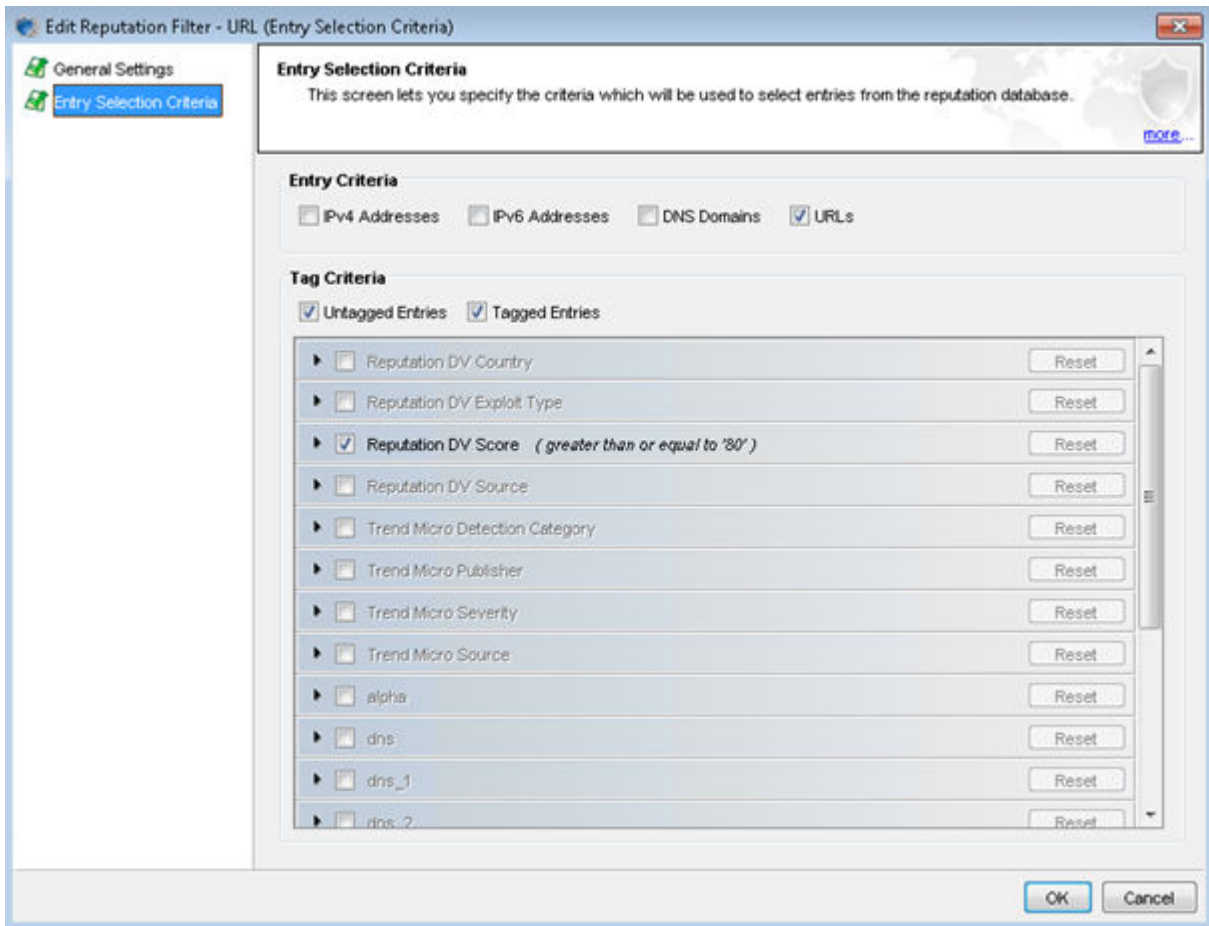 Edit Reputation Filter - URL (Entry Selection Criteria)
General Settings
Entry Selection Criteria
Entry Selection Criteria
This screen lets you specify the criteria which will be used to select entries from the reputation database.
more...
Entry Criteria
IPv4 Addresses IPv6 Addresses DNS Domains URLs
Tag Criteria
Untagged Entries Tagged Entries
Reputation DV Country Reset
Reputation DV Exploit Type Reset
Reputation DV Score ( greater than or equal to '80' )
Reputation DV Source Reset
Trend Micro Detection Category Reset
Trend Micro Publisher Reset
Trend Micro Severity Reset
Trend Micro Source Reset
alpha Reset
dns Reset
dns_1 Reset
dns_2 Reset
OK Cancel